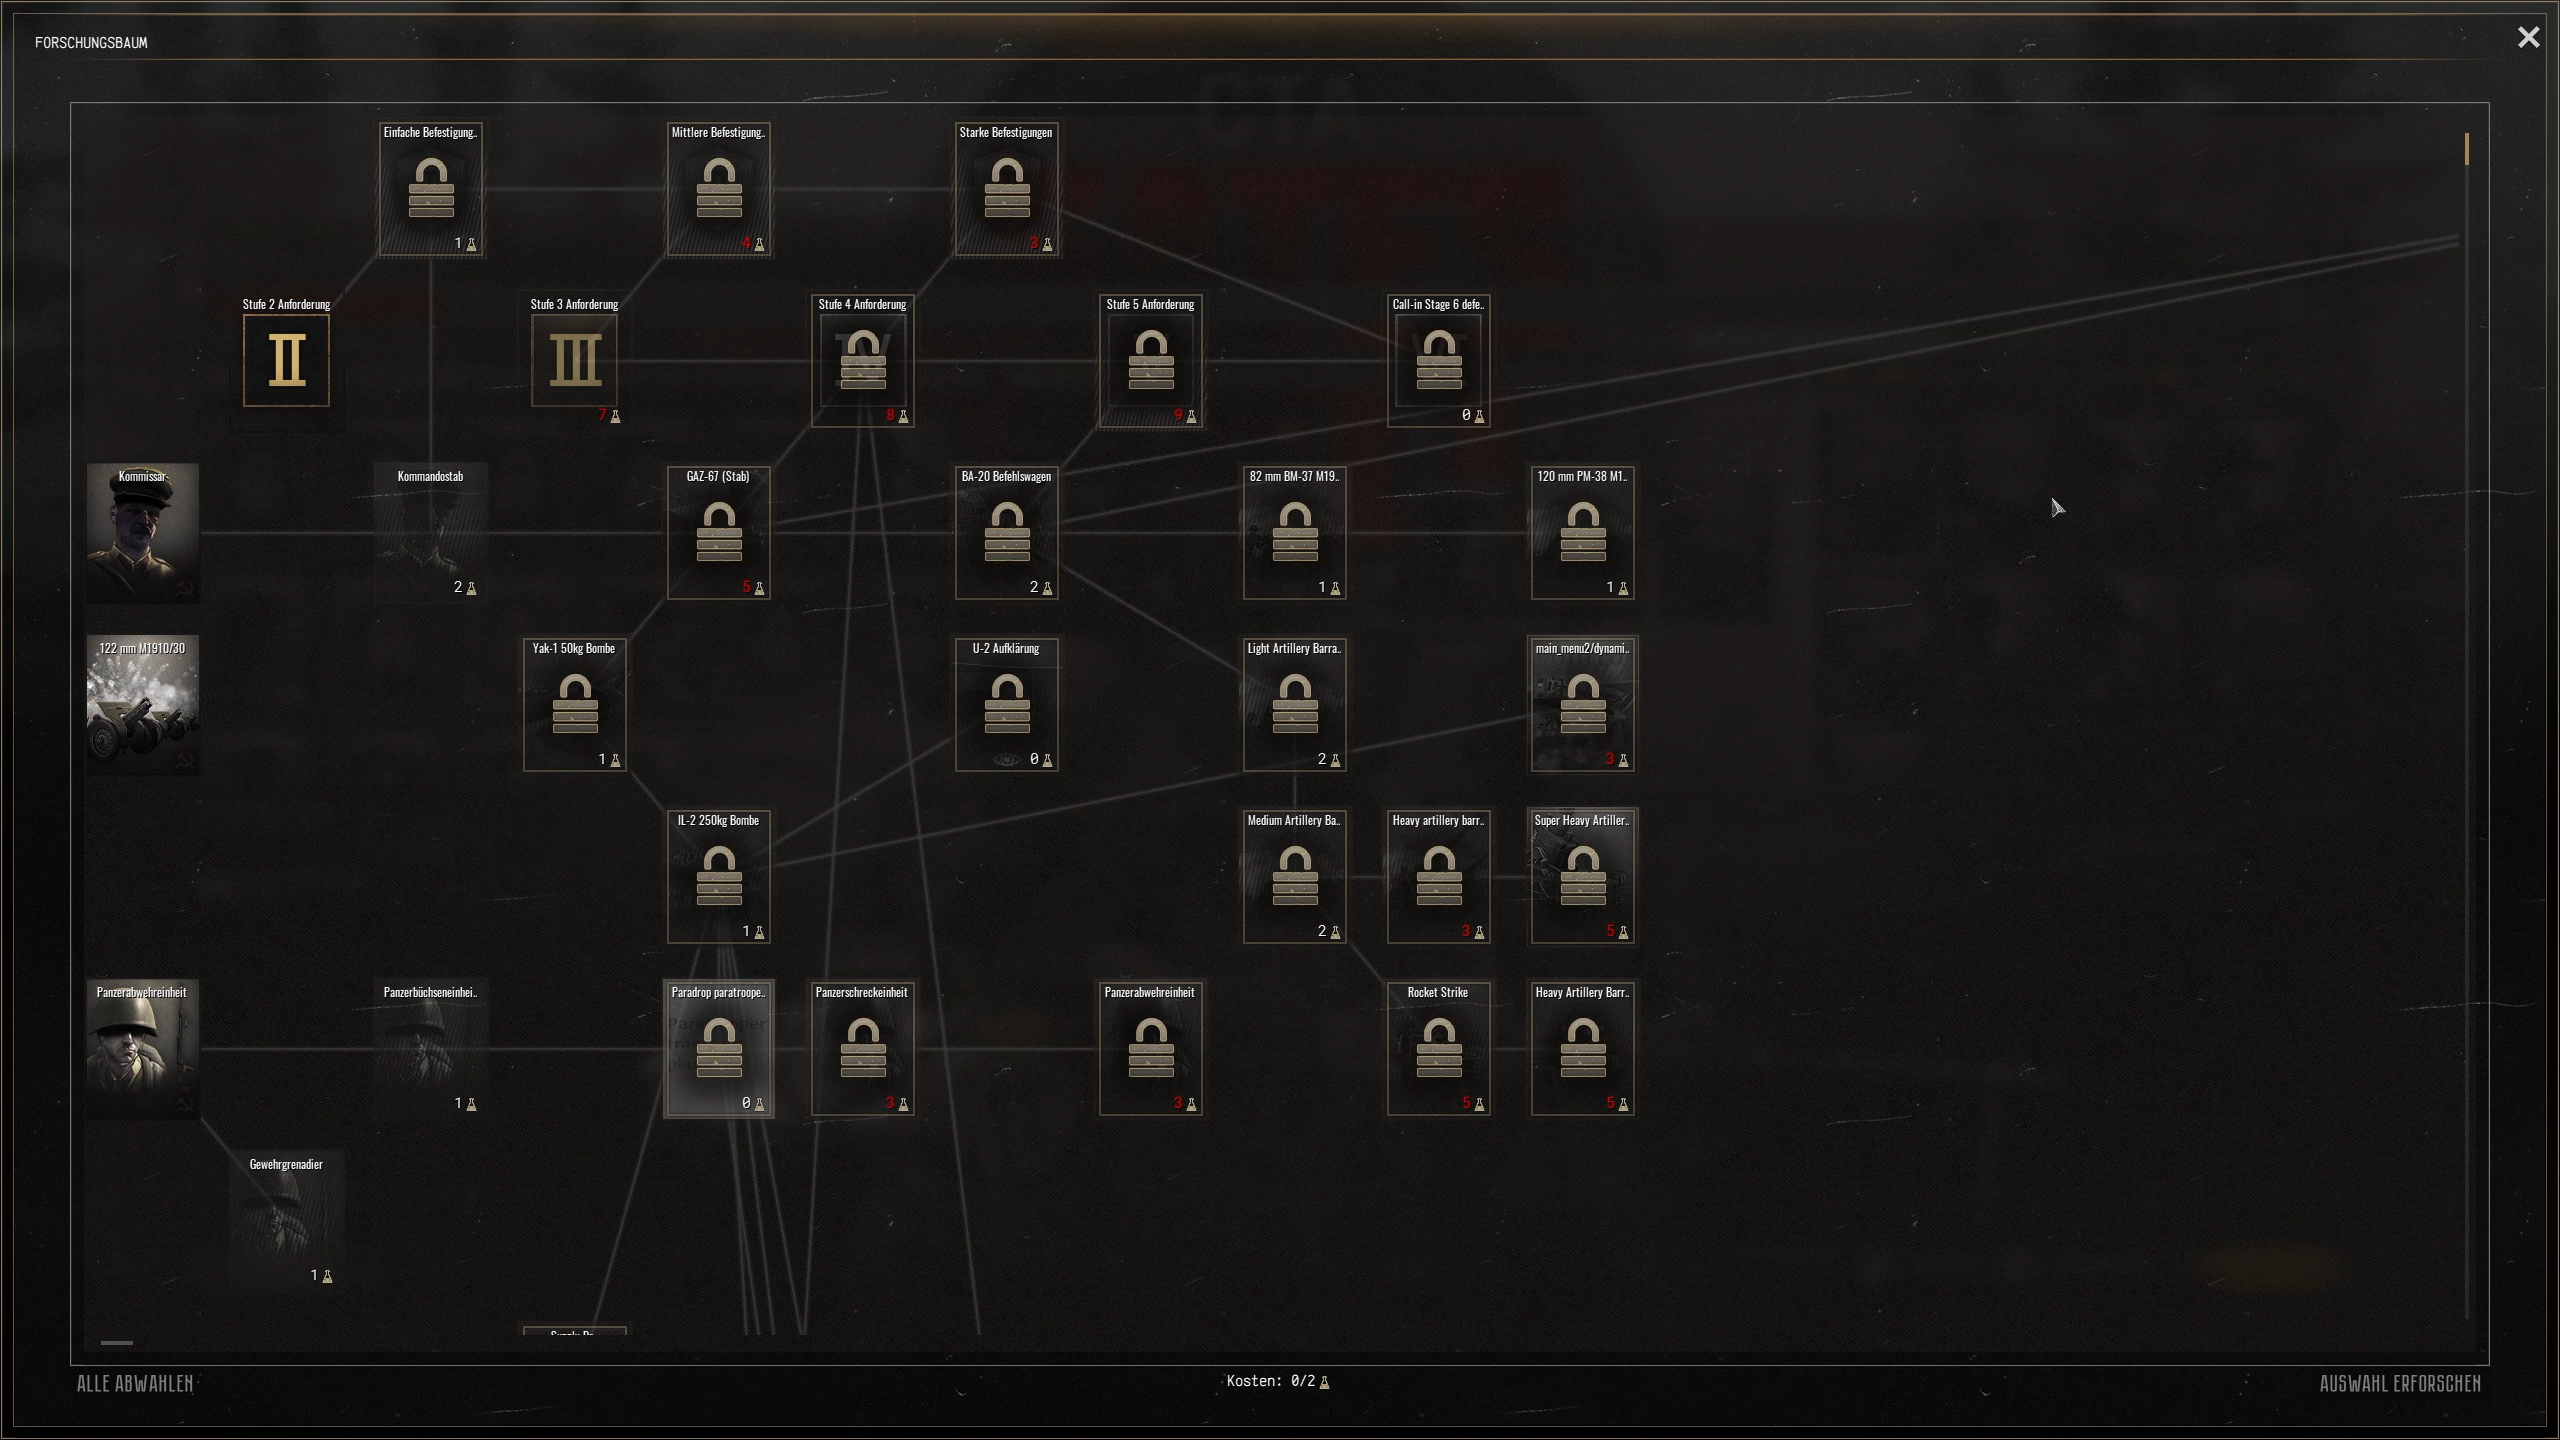 FORSCHUNGSBAUM
Einfache Befestigung..
Mittlere Befestigung..
Starke Befestigungen
1
4
3
Stufe 2 Anforderung
Stufe 3 Anforderung
Stufe 4 Anforderung
Stufe 5 Anforderung
Call-in Stage 6 defe..
II
III
7
8
9
0
Kommissar
Kommandostab
GAZ-67 (Stab)
BA-20 Befehlswagen
82 mm BM-37 M19..
120 mm PM-38 M1..
2
5
2
1
1
122 mm M1910/30
Yak-1 50kg Bombe
U-2 Aufklärung
Light Artillery Barra..
main_menu2/dynami..
1
0
2
3
IL-2 250kg Bombe
Medium Artillery Ba..
Heavy artillery barr..
Super Heavy Artiller..
1
2
3
5
Panzerabwehreinheit
Panzerbüchseneinhei..
Paradrop paratroope..
Panzerschreckeinheit
Panzerabwehreinheit
Rocket Strike
Heavy Artillery Barr..
1
0
3
3
5
5
Gewehrgrenadier
1
ALLE ABWÄHLEN
Kosten: 0/2
AUSWAHL ERFORSCHEN